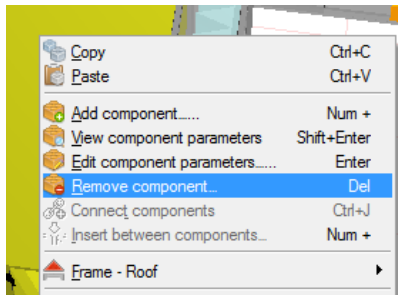 Copy Ctrl+C
Paste Ctrl+V
Add component..... Num +
View component parameters Shift+Enter
Edit component parameters..... Enter
Remove component... Del
Connect components Ctrl+J
Insert between components... Num +
Frame - Roof